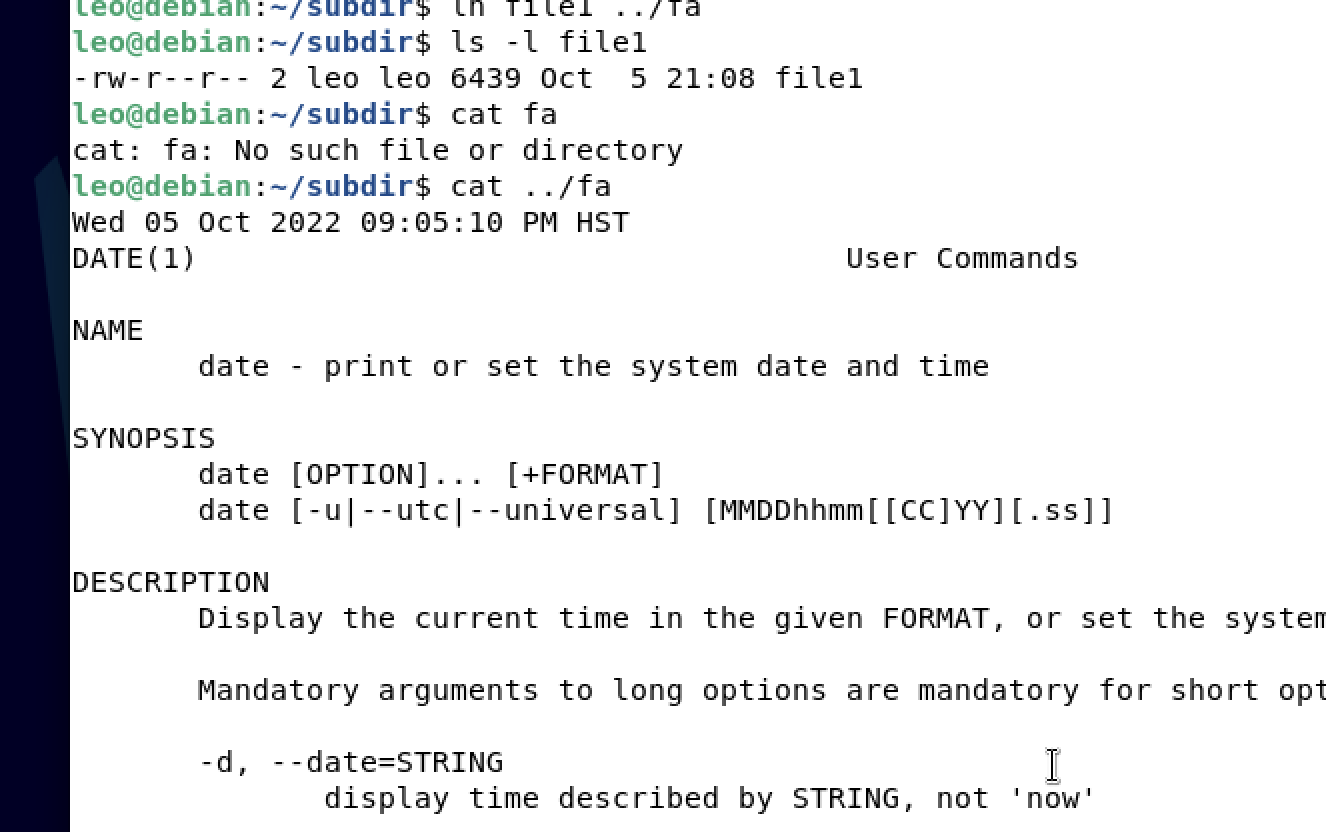 leo@debian:~/subdir$ ln file1 ../fa
leo@debian:~/subdir$ ls -l file1
-rw-r--r-- 2 leo leo 6439 Oct  5 21:08 file1
leo@debian:~/subdir$ cat fa
cat: fa: No such file or directory
leo@debian:~/subdir$ cat ../fa
Wed 05 Oct 2022 09:05:10 PM HST
DATE(1)                                    User Commands
NAME
       date - print or set the system date and time
SYNOPSIS
       date [OPTION]... [+FORMAT]
       date [-u|--utc|--universal] [MMDDhhmm[[CC]YY][.ss]]
DESCRIPTION
       Display the current time in the given FORMAT, or set the system
       Mandatory arguments to long options are mandatory for short opt
       -d, --date=STRING
              display time described by STRING, not 'now'